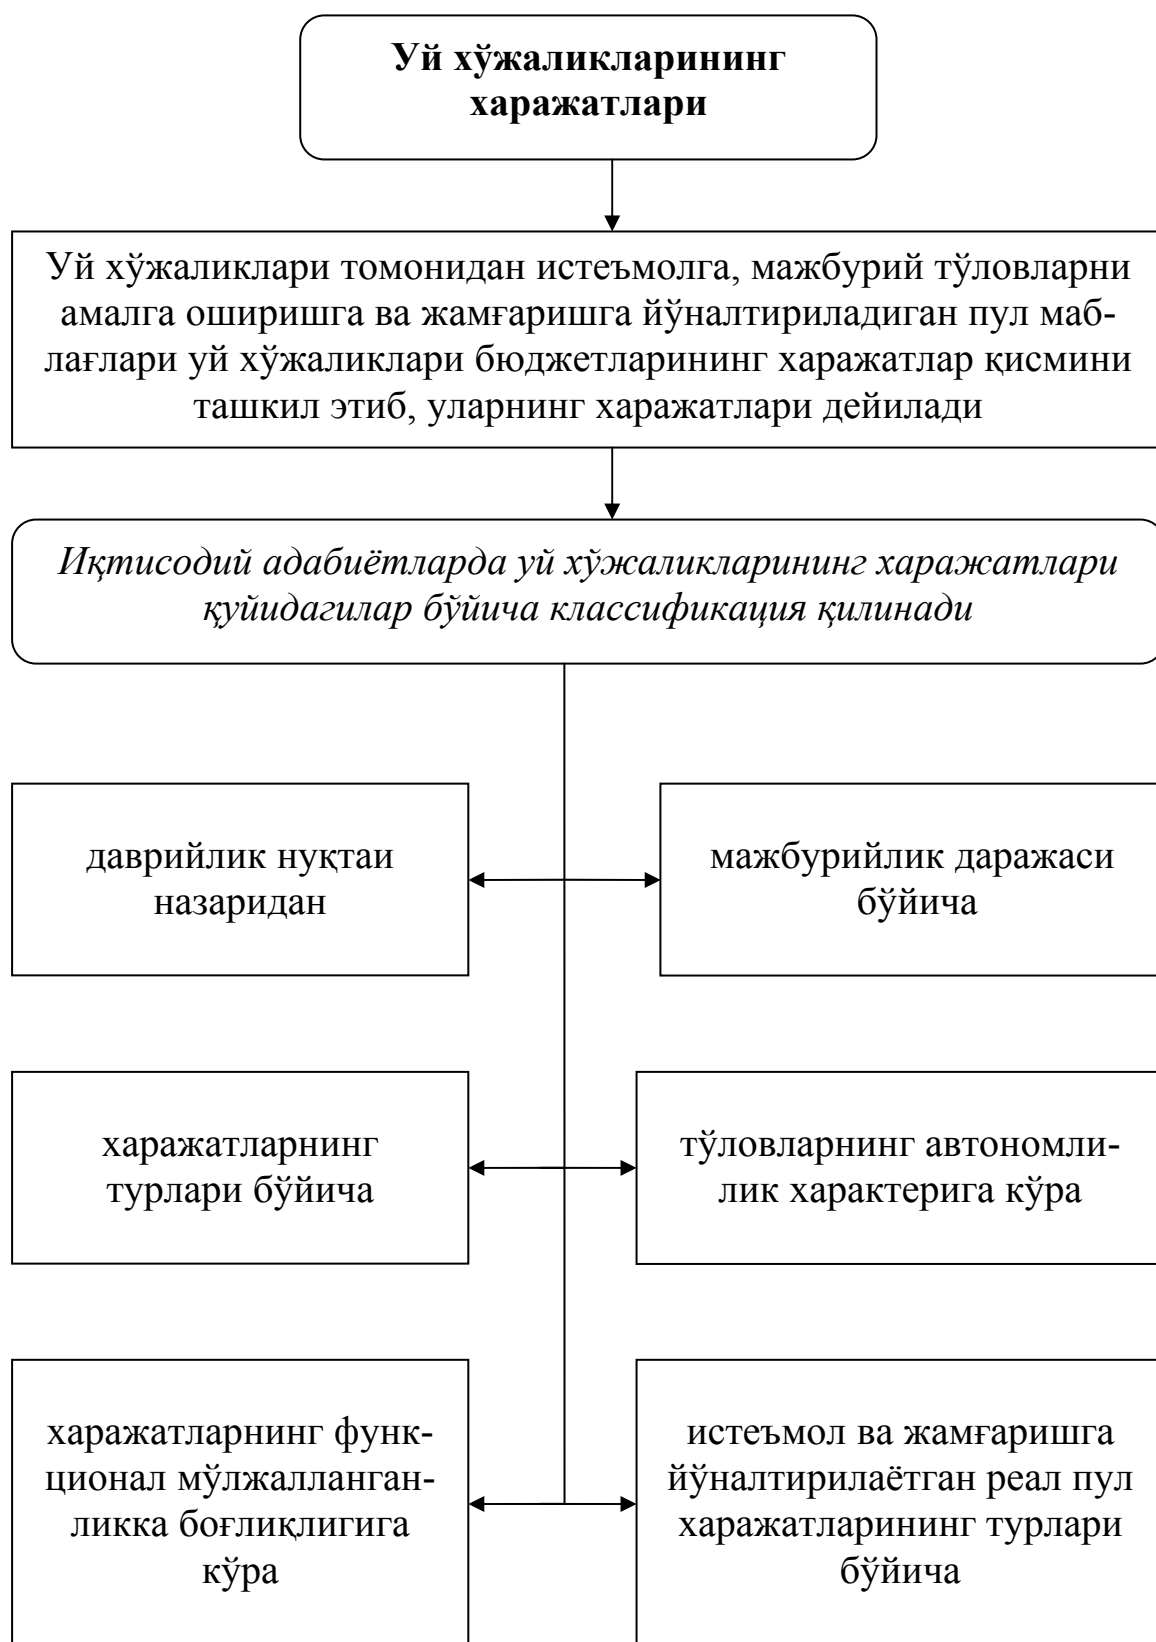 Уй хўжаликларининг
харажатлари
Уй хўжаликлари томонидан истеъмолга, мажбурий тўловларни
амалга оширишга ва жамғаришга йўналтириладиган пул маб-
лағлари уй хўжаликлари бюджетларининг харажатлар қисмини
ташкил этиб, уларнинг харажатлари дейилади
Иқтисодий адабиётларда уй хўжаликларининг харажатлари
қуйидагилар бўйича классификация қилинади
даврийлик нуқтаи
назаридан
мажбурийлик даражаси
бўйича
харажатларнинг
турлари бўйича
тўловларнинг автономли-
лик характерига кўра
харажатларнинг функ-
ционал мўлжалланган-
ликка боғлиқлигига
кўра
истеъмол ва жамғаришга
йўналтирилаётган реал пул
харажатларининг турлари
бўйича